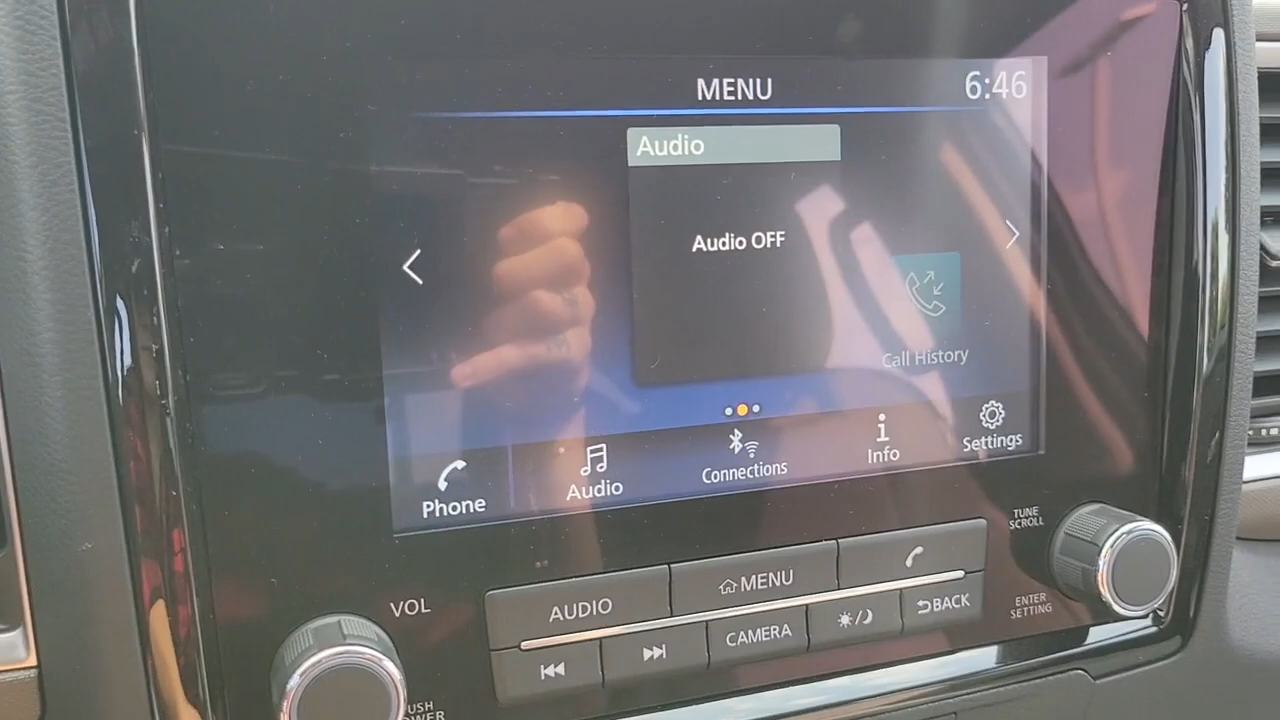 MENU
6:46
Audio
Audio OFF
Call History
Phone
Audio
Connections
Info
Settings
TUNE
SCROLL
VOL
AUDIO
MENU
CAMERA
BACK
ENTER
SETTING